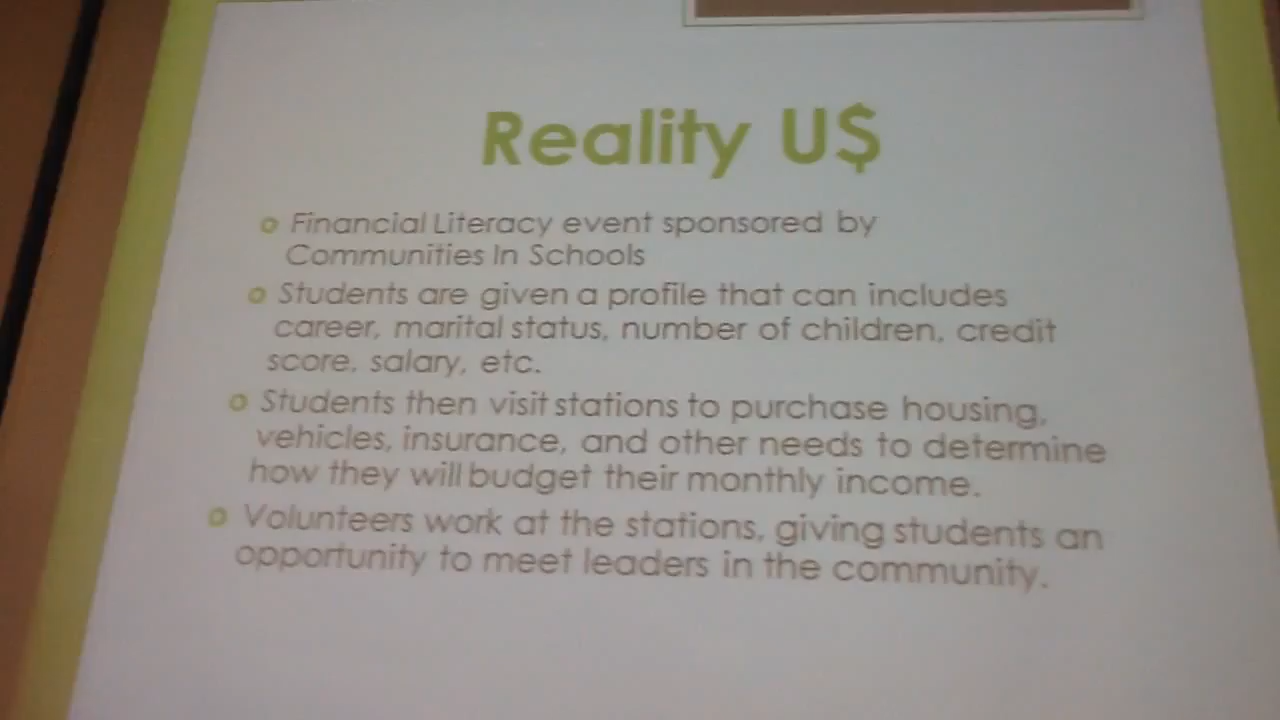 Reality U$
Financial Literacy event sponsored by
Communities In Schools
Students are given a profile that can includes
career, marital status, number of children, credit
score, salary, etc.
Students then visit stations to purchase housing,
vehicles, insurance, and other needs to determine
how they will budget their monthly income.
Volunteers work at the stations, giving students an
opportunity to meet leaders in the community.